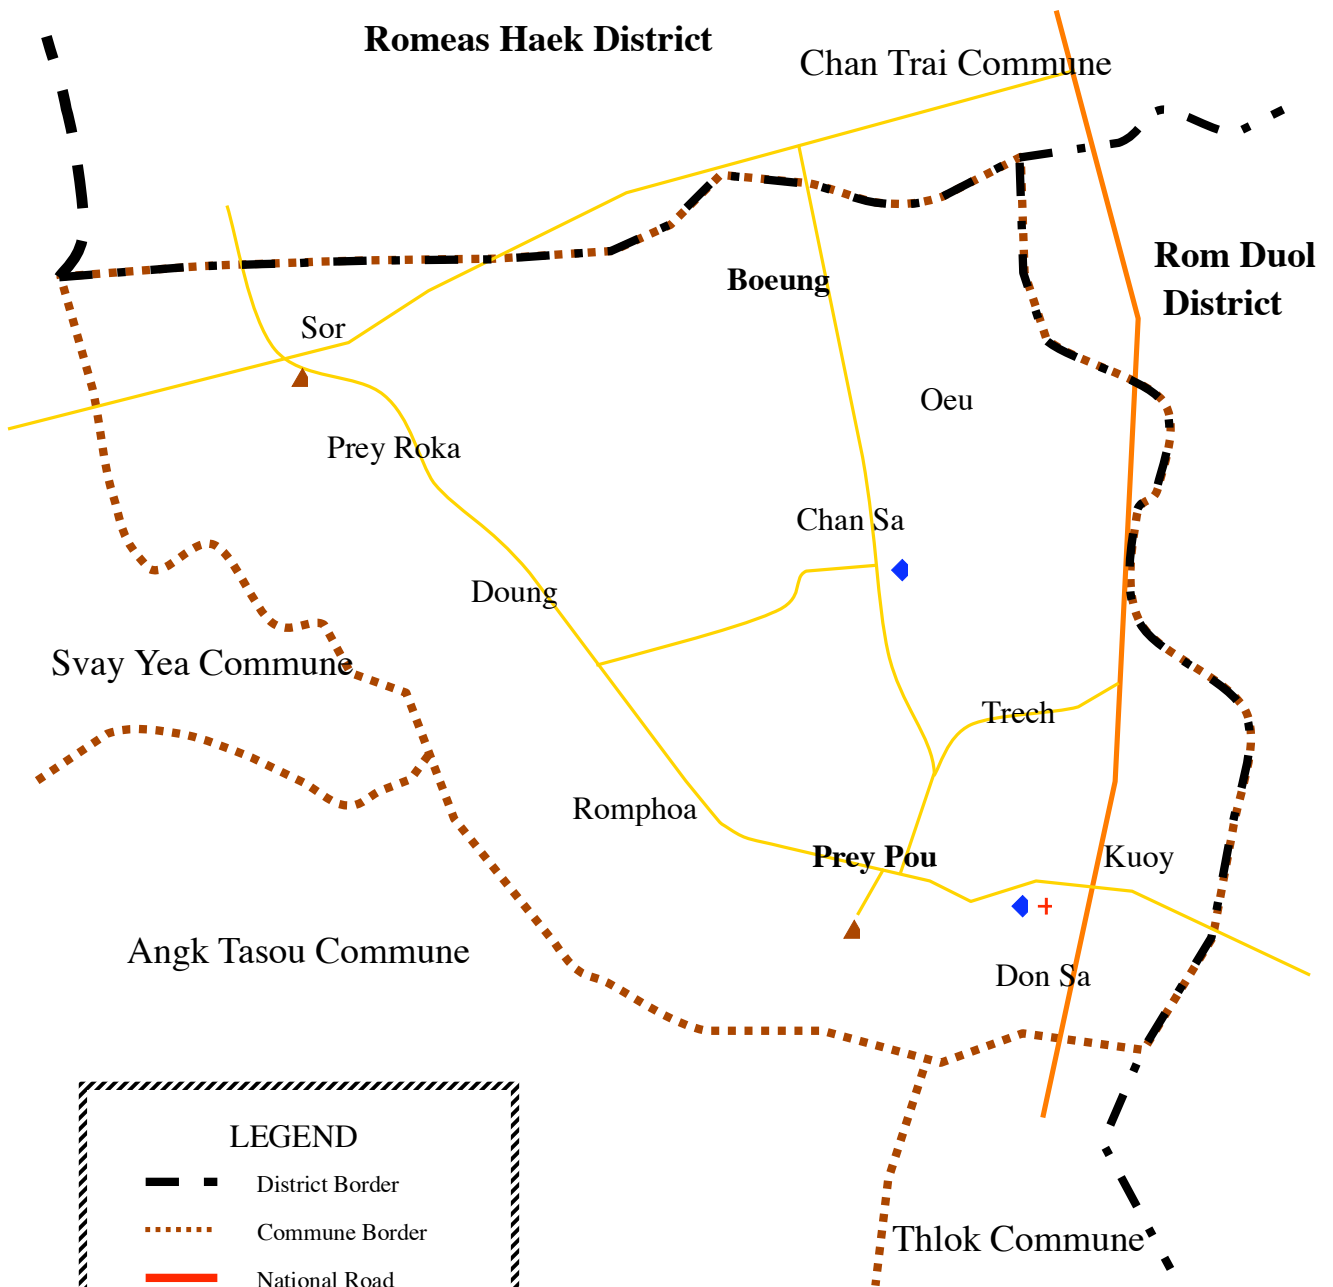 Romeas Haek District
Chan Trai Commune
Rom Duol
District
Boeung
Sor
Oeu
Prey Roka
Chan Sa
Doung
Svay Yea Commune
Trech
Romphoa
Prey Pou
Kuoy
Angk Tasou Commune
Don Sa
LEGEND
District Border
Commune Border
Thlok Commune
National Road